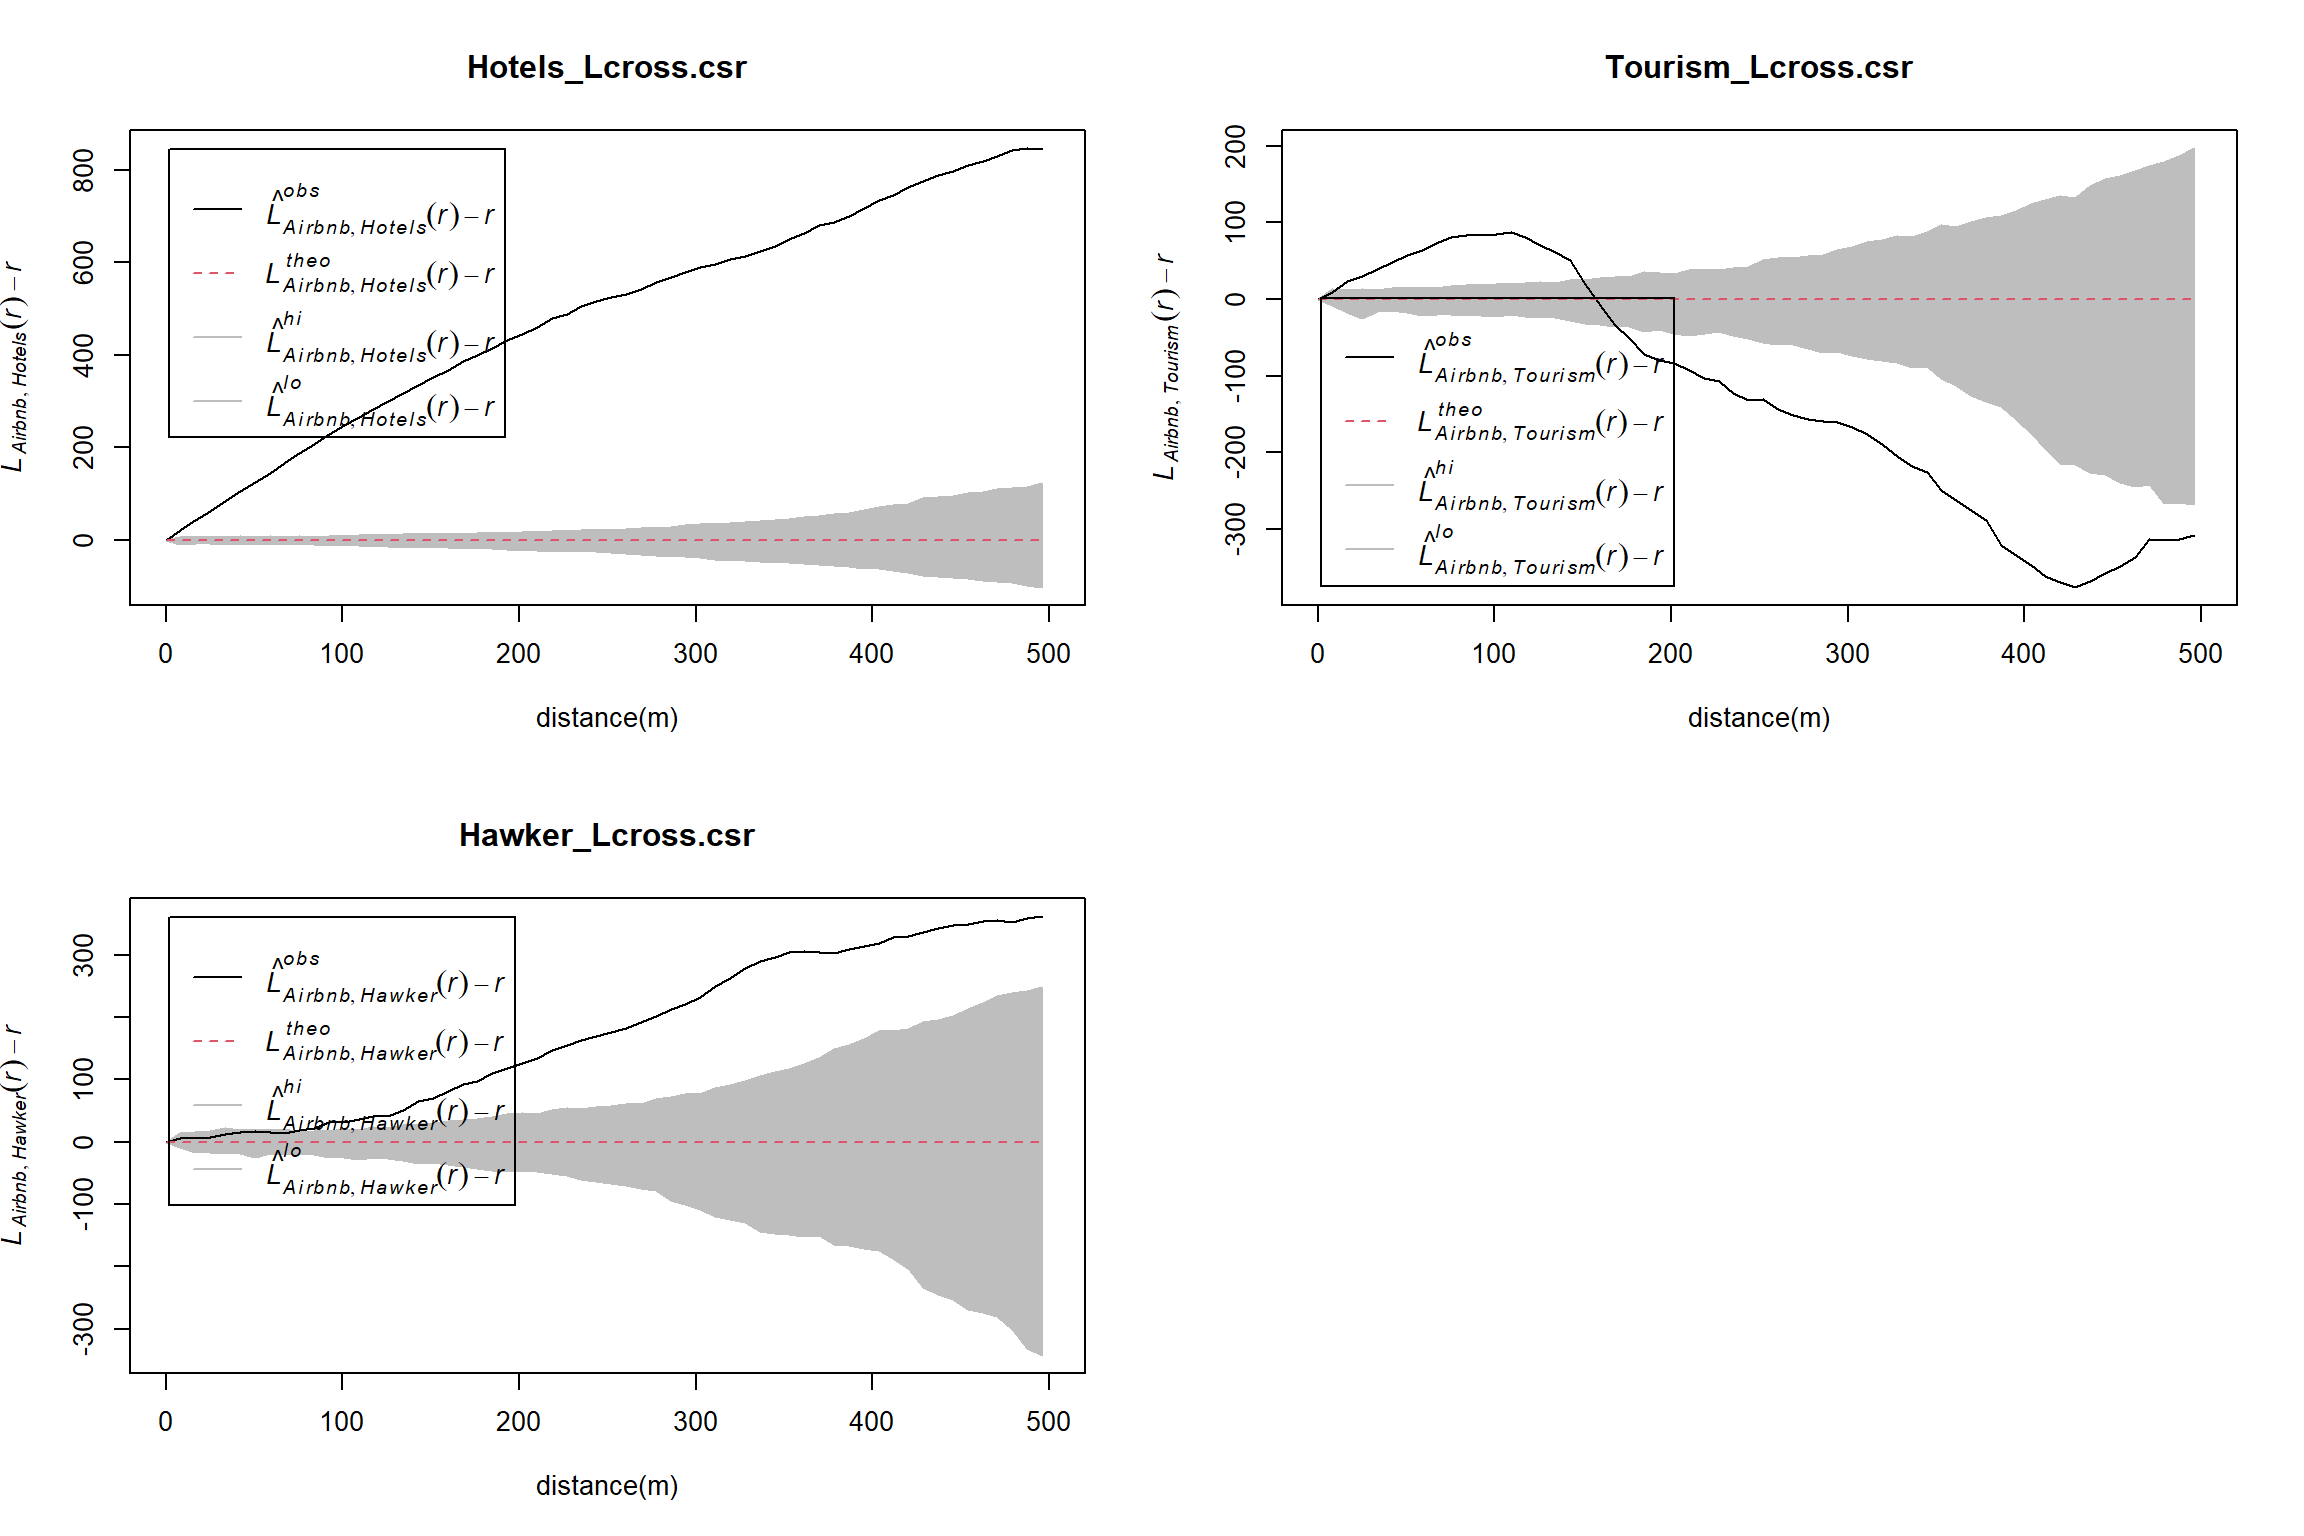 Hotels_Lcross.csr
L Airbnb, Hotels(r) − r
800
600
400
200
0
L̂ obs Airbnb, Hotels(r) − r
L theo Airbnb, Hotels(r) − r
L̂ hi Airbnb, Hotels(r) − r
L̂ lo Airbnb, Hotels(r) − r
0 100 200 300 400 500
distance(m)
Tourism_Lcross.csr
L Airbnb, Tourism(r) − r
200
100
0
-100
-200
-300
L̂ obs Airbnb, Tourism(r) − r
L theo Airbnb, Tourism(r) − r
L̂ hi Airbnb, Tourism(r) − r
L̂ lo Airbnb, Tourism(r) − r
0 100 200 300 400 500
distance(m)
Hawker_Lcross.csr
L Airbnb, Hawker(r) − r
300
100
0
-100
-300
L̂ obs Airbnb, Hawker(r) − r
L theo Airbnb, Hawker(r) − r
L̂ hi Airbnb, Hawker(r) − r
L̂ lo Airbnb, Hawker(r) − r
0 100 200 300 400 500
distance(m)